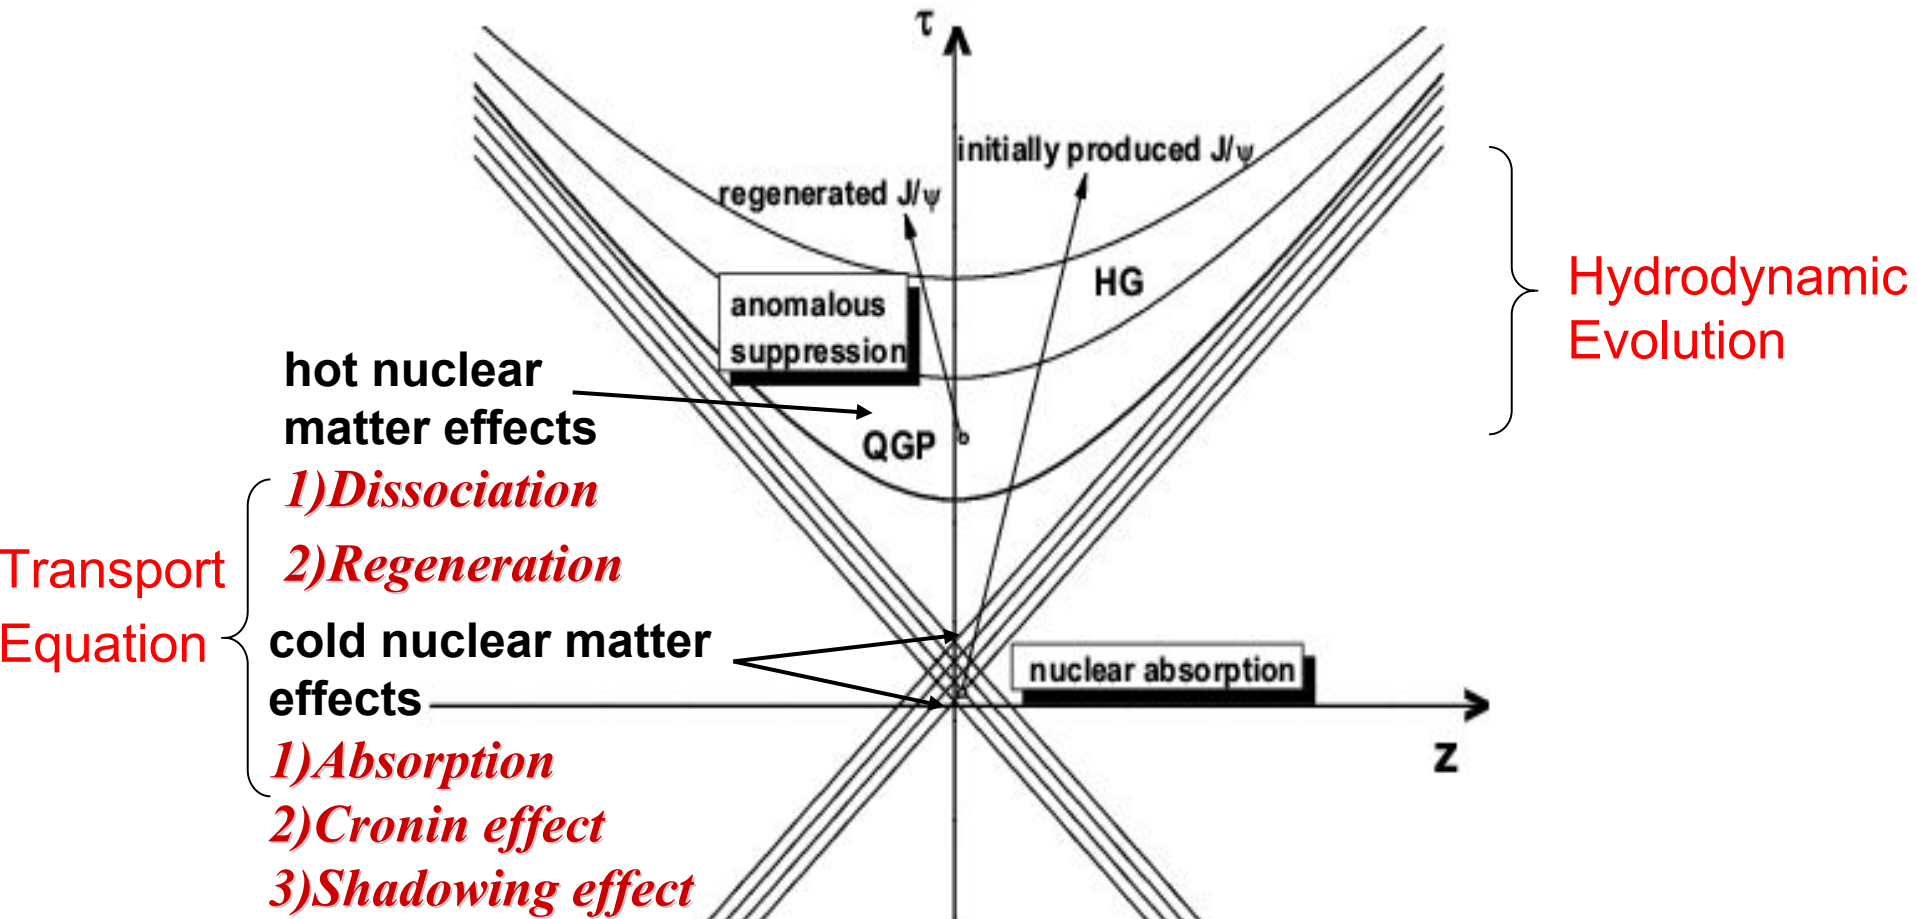 τ
initially produced J/ψ
regenerated J/ψ
HG
anomalous
suppression
Hydrodynamic
Evolution
hot nuclear
matter effects
QGP
1)Dissociation
2)Regeneration
Transport
Equation
cold nuclear matter
effects
nuclear absorption
z
1)Absorption
2)Cronin effect
3)Shadowing effect